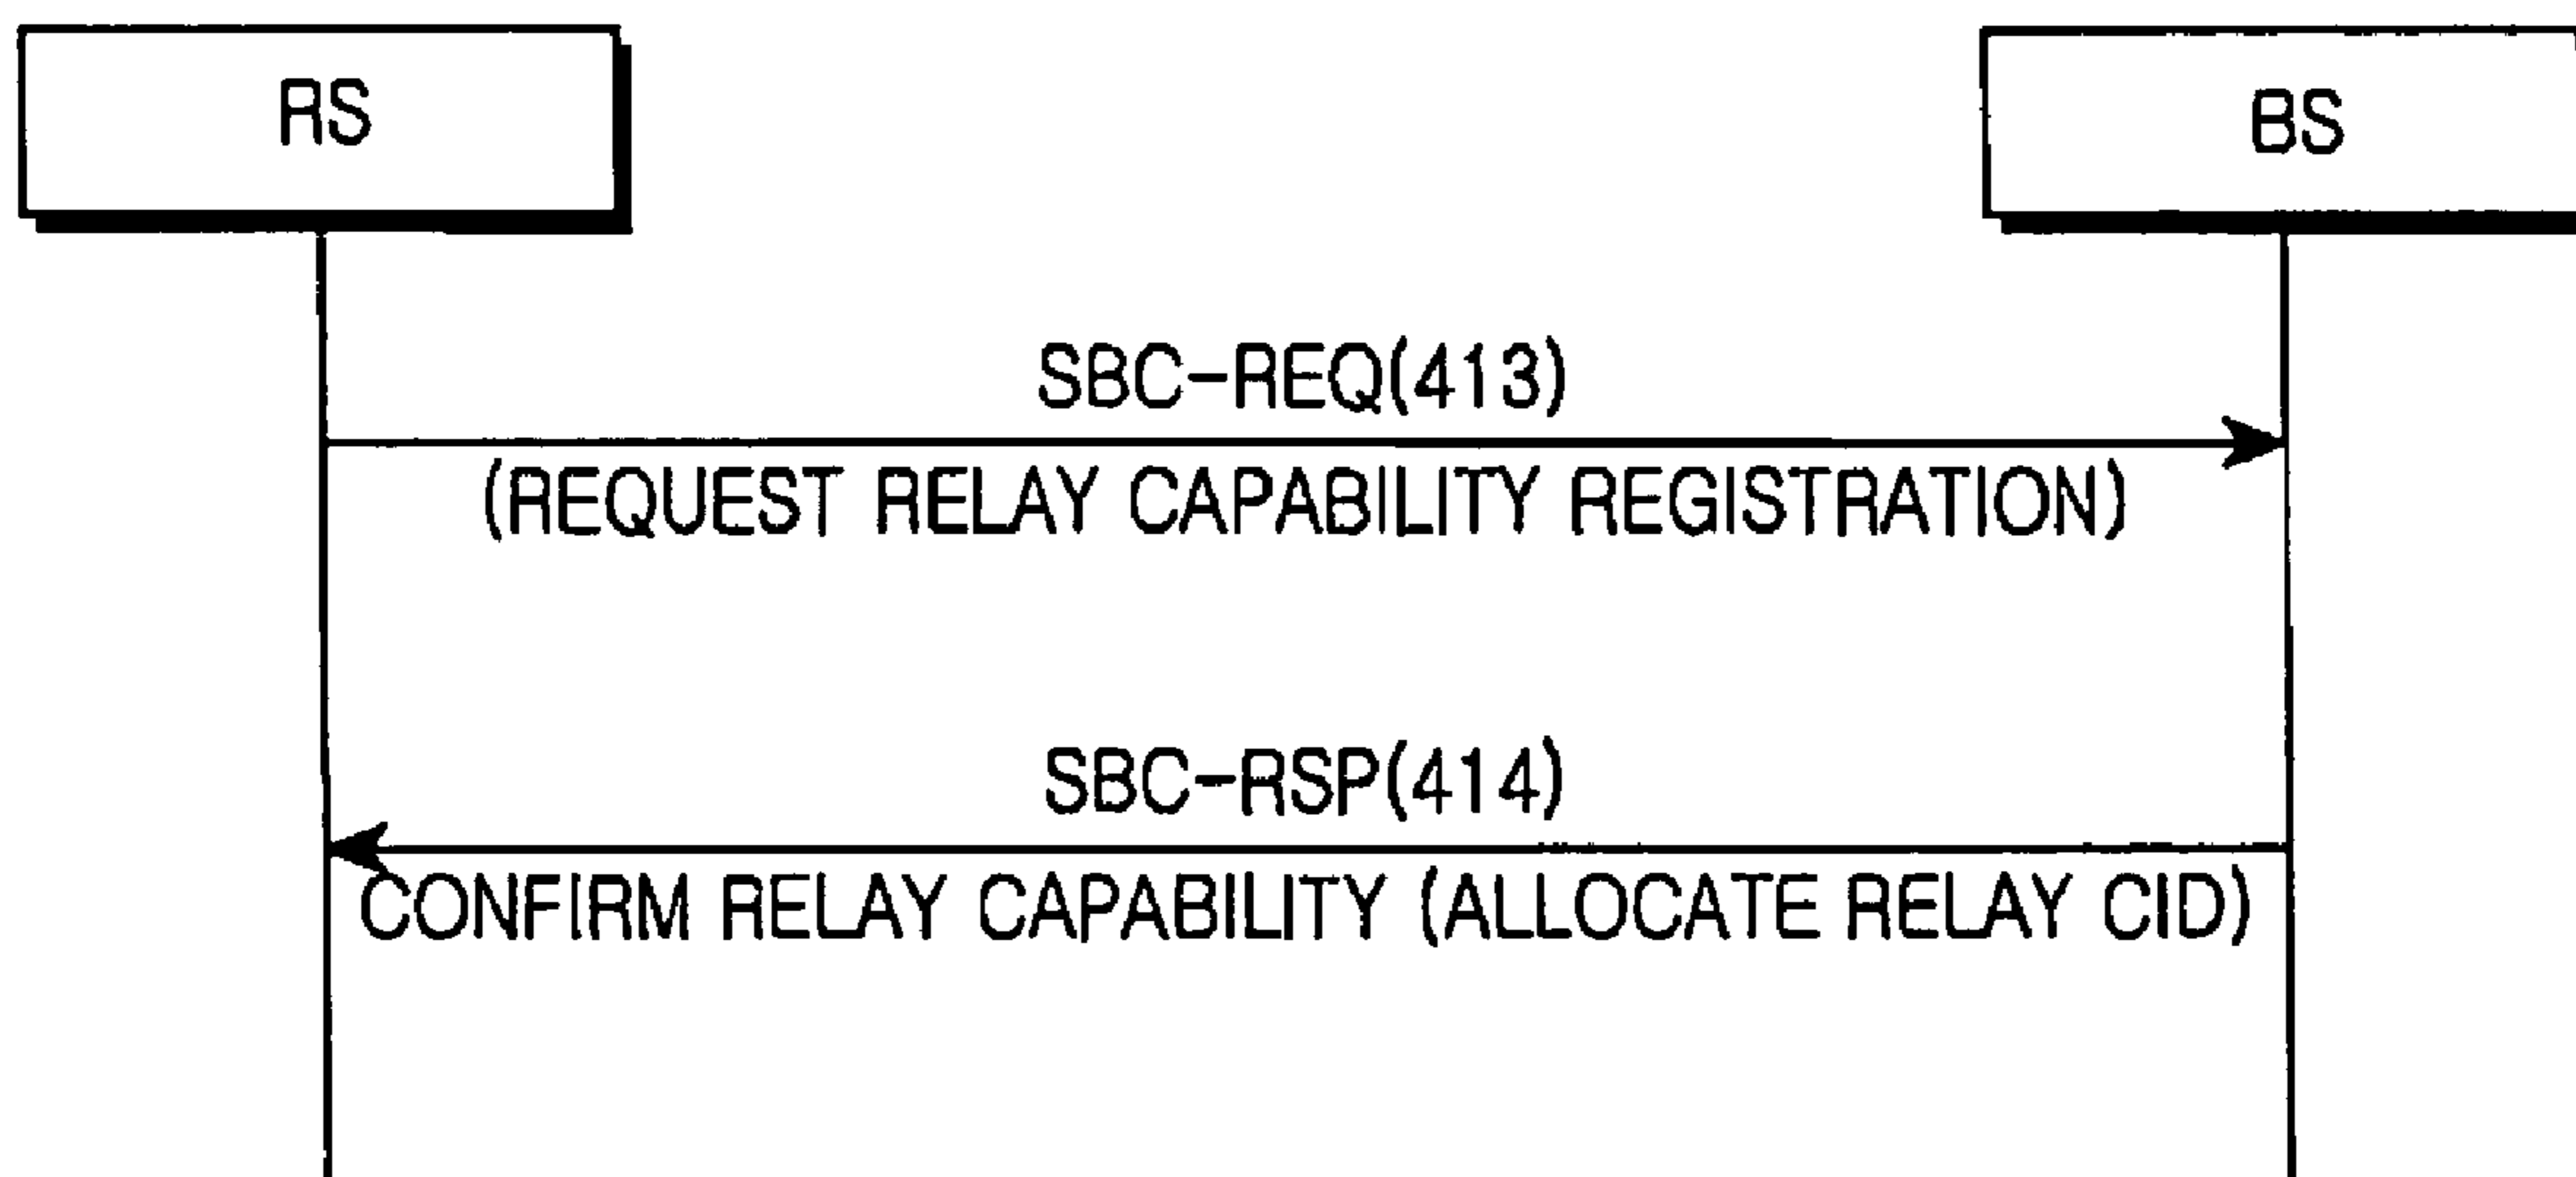 RS
BS
SBC-REQ(413)
(REQUEST RELAY CAPABILITY REGISTRATION)
SBC-RSP(414)
CONFIRM RELAY CAPABILITY (ALLOCATE RELAY CID)